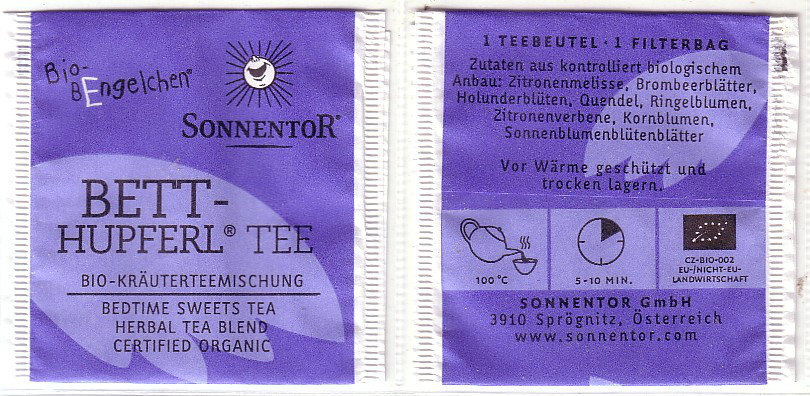 Bio-
BEngelchen®
SONNENTOR®
BETT-
HUPFERL® TEE
BIO-KRÄUTERTEEMISCHUNG
BEDTIME SWEETS TEA
HERBAL TEA BLEND
CERTIFIED ORGANIC
1 TEEBEUTEL · 1 FILTERBAG
Zutaten aus kontrolliert biologischem
Anbau: Zitronenmelisse, Brombeerblätter,
Holunderblüten, Quendel, Ringelblumen,
Zitronenverbene, Kornblumen,
Sonnenblumenblütenblätter
Vor Wärme geschützt und
trocken lagern.
100 °C
5-10 MIN.
CZ-BIO-002
EU-/NICHT-EU-
LANDWIRTSCHAFT
SONNENTOR GmbH
3910 Sprögnitz, Österreich
www.sonnentor.com